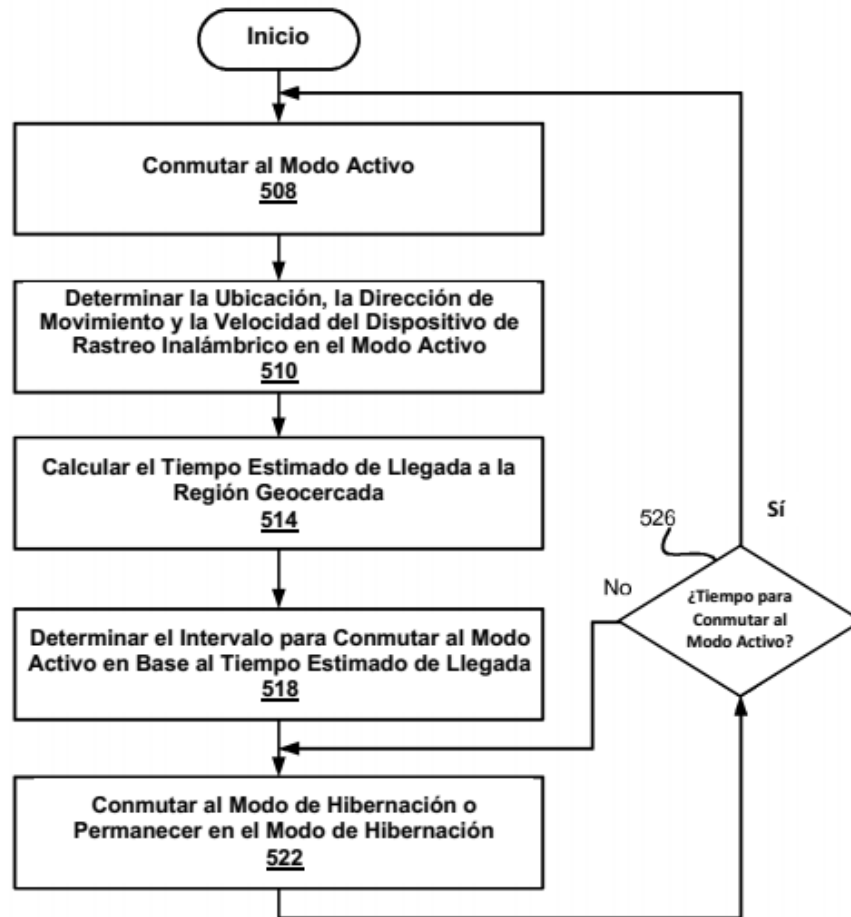 Inicio
Conmutar al Modo Activo
508
Determinar la Ubicación, la Dirección de
Movimiento y la Velocidad del Dispositivo de
Rastreo Inalámbrico en el Modo Activo
510
Calcular el Tiempo Estimado de Llegada a la
Región Geocercada
514
Determinar el Intervalo para Conmutar al Modo
Activo en Base al Tiempo Estimado de Llegada
518
Conmutar al Modo de Hibernación o
Permanecer en el Modo de Hibernación
522
526
Sí
No
¿Tiempo para
Conmutar al
Modo Activo?